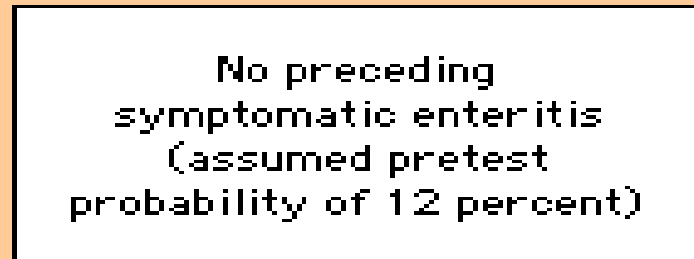 No preceding
symptomatic enteritis
(assumed pretest
probability of 12 percent)